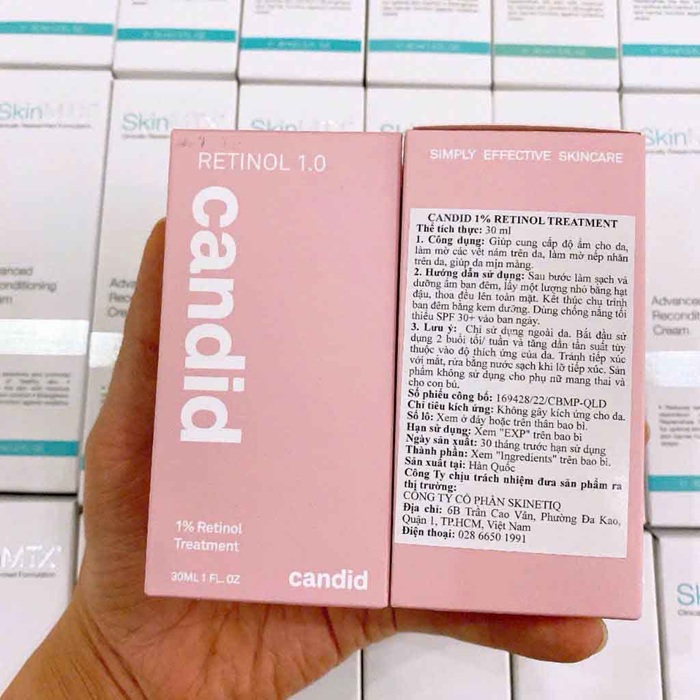 RETINOL 1.0
candid
1% Retinol
Treatment
30ML 1 FL. OZ
candid
SIMPLY EFFECTIVE SKINCARE
CANDID 1% RETINOL TREATMENT
Thể tích thực: 30 ml
1. Công dụng: Giúp cung cấp độ ẩm cho da,
làm mờ các vết nám trên da, làm mờ nếp nhăn
trên da, giúp da mịn màng.
2. Hướng dẫn sử dụng: Sau bước làm sạch và
dưỡng ẩm ban đêm, lấy một lượng nhỏ bằng hạt
đậu, thoa đều lên toàn mặt. Kết thúc chu trình
ban đêm bằng kem dưỡng. Dùng chống nắng tối
thiểu SPF 30+ vào ban ngày.
3. Lưu ý: Chỉ sử dụng ngoài da. Bắt đầu sử
dụng 2 buổi tối/ tuần và tăng dần tần suất tùy
thuộc vào độ thích ứng của da. Tránh tiếp xúc
với mắt, rửa bằng nước sạch khi lỡ tiếp xúc. Sản
phẩm không sử dụng cho phụ nữ mang thai và
cho con bú.
Số phiếu công bố: 169428/22/CBMP-QLD
Chỉ tiêu kích ứng: Không gây kích ứng cho da.
Số lô: Xem ở đáy hoặc trên thân bao bì.
Hạn sử dụng: Xem "EXP" trên bao bì
Ngày sản xuất: 30 tháng trước hạn sử dụng
Thành phần: Xem "Ingredients" trên bao bì.
Sản xuất tại: Hàn Quốc
Công Ty chịu trách nhiệm đưa sản phẩm ra
thị trường:
CÔNG TY CỔ PHẦN SKINETIQ
Địa chỉ: 6B Trần Cao Vân, Phường Đa Kao,
Quận 1, TP.HCM, Việt Nam
Điện thoại: 028 6650 1991
SkinMTX
Skin
Skin